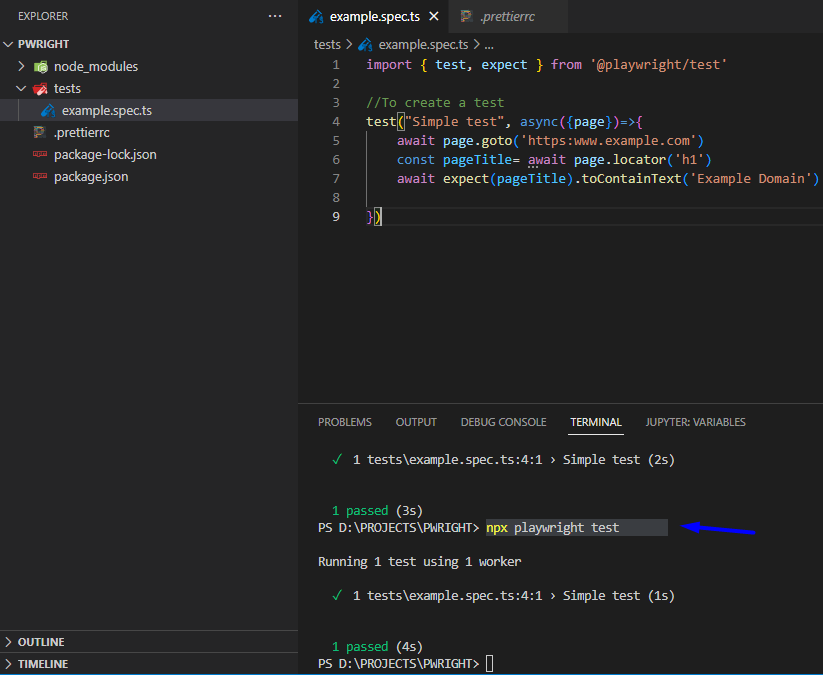 EXPLORER ...
PWRIGHT
node_modules
tests
example.spec.ts
.prettierrc
package-lock.json
package.json
OUTLINE
TIMELINE
example.spec.ts .prettierrc
tests > example.spec.ts > ...
1 import { test, expect } from '@playwright/test'
2
3 //To create a test
4 test("Simple test", async({page})=>{
5 await page.goto('https:www.example.com')
6 const pageTitle= await page.locator('h1')
7 await expect(pageTitle).toContainText('Example Domain')
8
9 })
PROBLEMS OUTPUT DEBUG CONSOLE TERMINAL JUPYTER: VARIABLES
✓ 1 tests\example.spec.ts:4:1 › Simple test (2s)
1 passed (3s)
PS D:\PROJECTS\PWRIGHT> npx playwright test
Running 1 test using 1 worker
✓ 1 tests\example.spec.ts:4:1 › Simple test (1s)
1 passed (4s)
PS D:\PROJECTS\PWRIGHT>